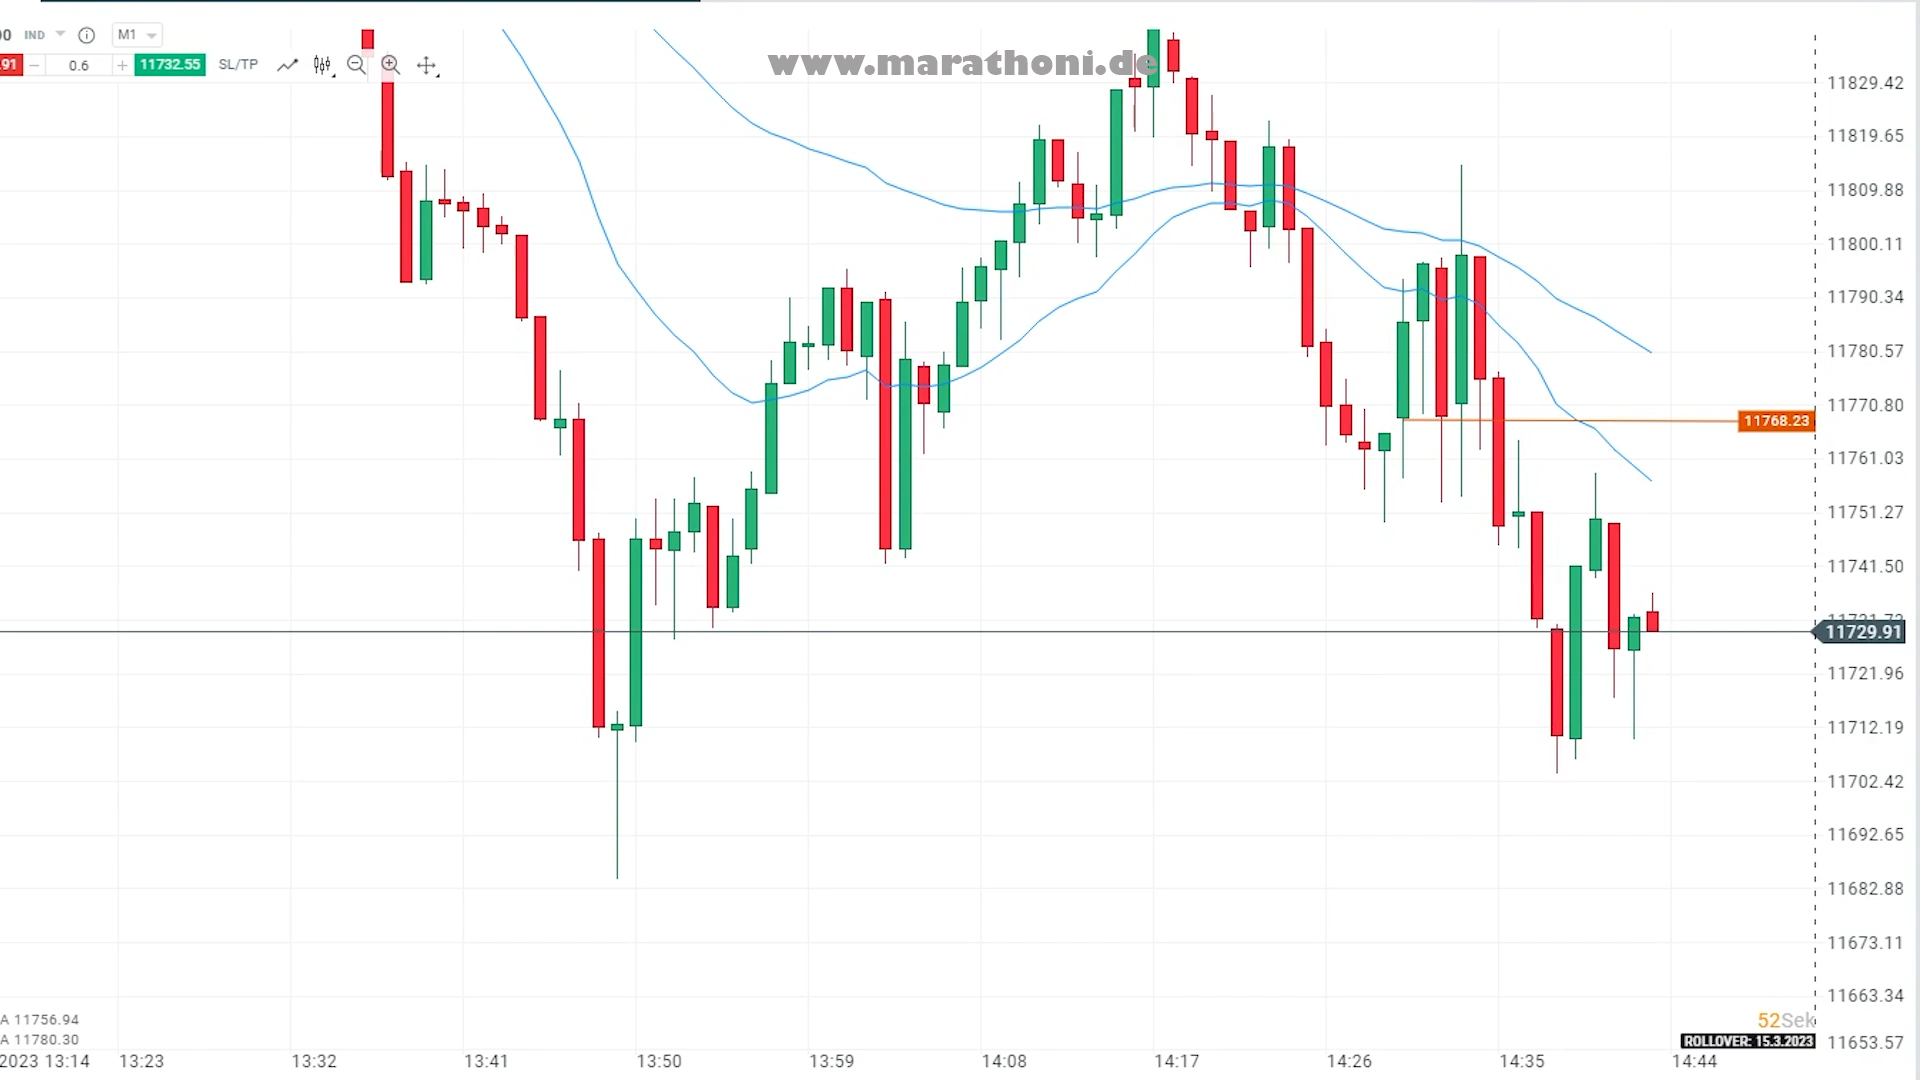 00 IND M1
.91 0.6 11732.55 SL/TP
www.marathoni.de
11829.42
11819.65
11809.88
11800.11
11790.34
11780.57
11770.80
11768.23
11761.03
11751.27
11741.50
11729.91
11721.96
11712.19
11702.42
11692.65
11682.88
11673.11
11663.34
A 11756.94
52Sek
A 11780.30
ROLLOVER: 15.3.2023
11653.57
2023 13:14 13:23 13:32 13:41 13:50 13:59 14:08 14:17 14:26 14:35 14:44